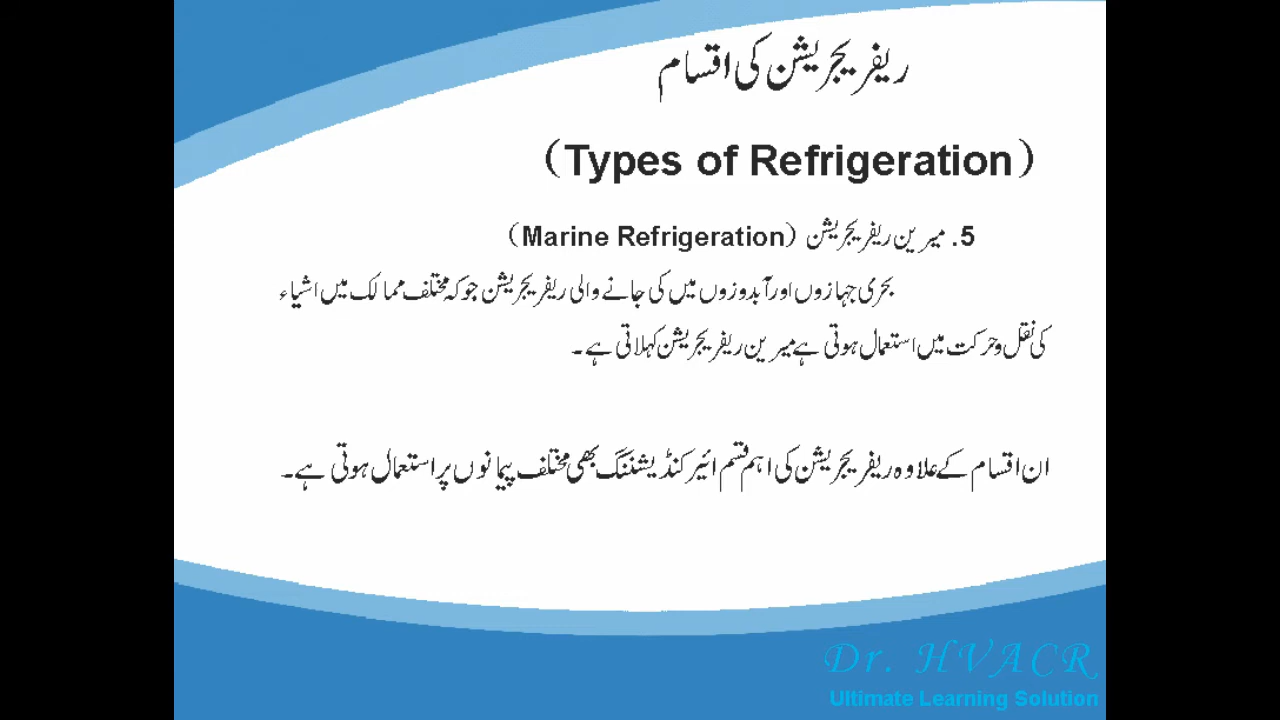 ریفریجریشن کی اقسام
(Types of Refrigeration)
5. میرین ریفریجریشن (Marine Refrigeration)
بحری جہازوں اور آبدوزوں میں کی جانے والی ریفریجریشن جو کہ مختلف ممالک میں اشیاء
کی نقل و حرکت میں استعمال ہوتی ہے میرین ریفریجریشن کہلاتی ہے۔
ان اقسام کے علاوہ ریفریجریشن کی اہم قسم ائیر کنڈیشننگ بھی مختلف پیمانوں پر استعمال ہوتی ہے۔
Dr. HVACR
Ultimate Learning Solution